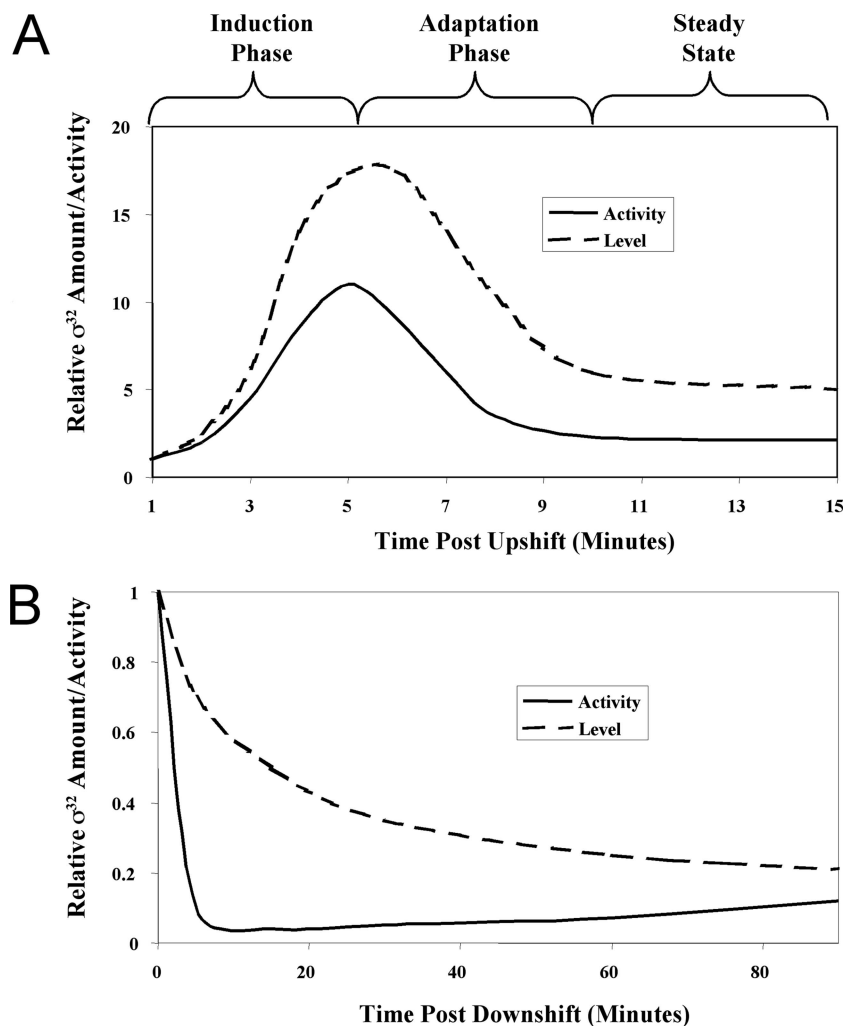 A
Induction Phase
Adaptation Phase
Steady State
Relative σ³² Amount/Activity
20
15
10
5
0
Activity
Level
1 3 5 7 9 11 13 15
Time Post Upshift (Minutes)
B
Relative σ³² Amount/Activity
1
0.8
0.6
0.4
0.2
0
Activity
Level
0 20 40 60 80
Time Post Downshift (Minutes)